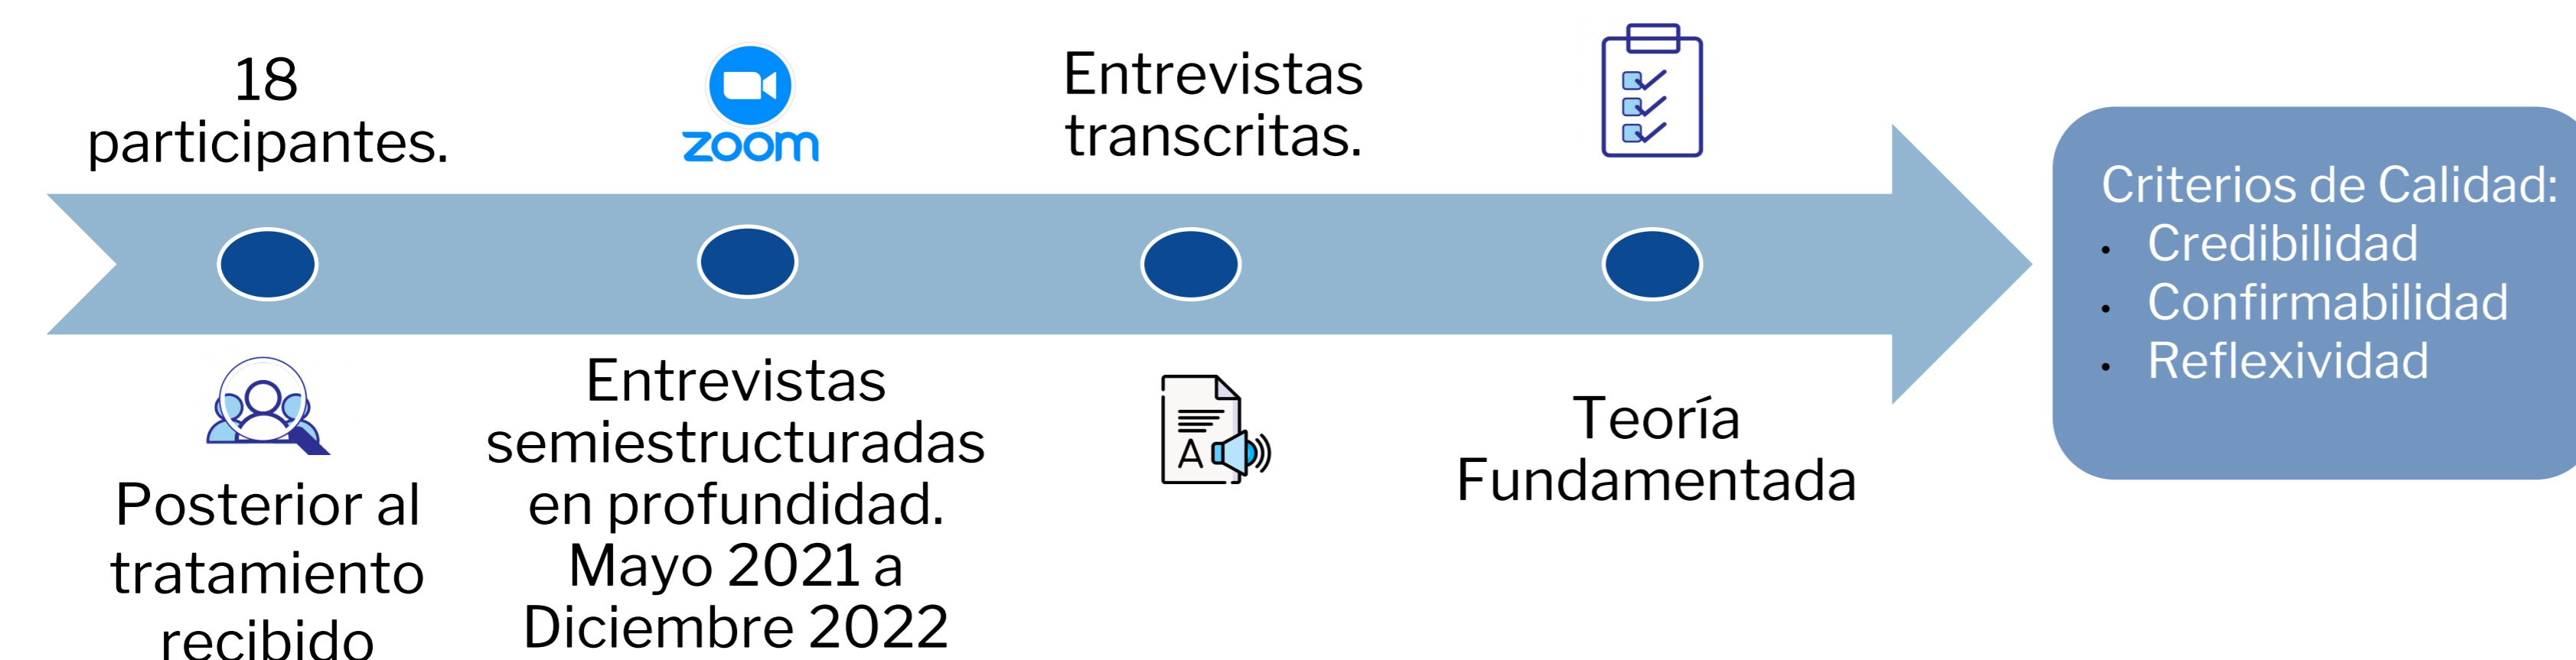 18
participantes.
Posterior al
tratamiento
recibido
zoom
Entrevistas
semiestructuradas
en profundidad.
Mayo 2021 a
Diciembre 2022
Entrevistas
transcritas.
A
Teoría
Fundamentada
Criterios de Calidad:
• Credibilidad
• Confirmabilidad
• Reflexividad